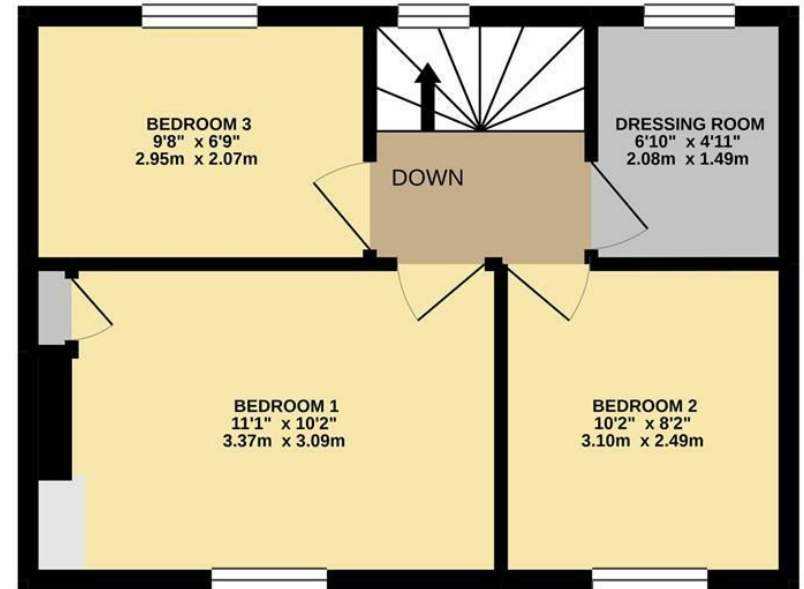 BEDROOM 3
9'8" x 6'9"
2.95m x 2.07m
DRESSING ROOM
6'10" x 4'11"
2.08m x 1.49m
DOWN
BEDROOM 1
11'1" x 10'2"
3.37m x 3.09m
BEDROOM 2
10'2" x 8'2"
3.10m x 2.49m